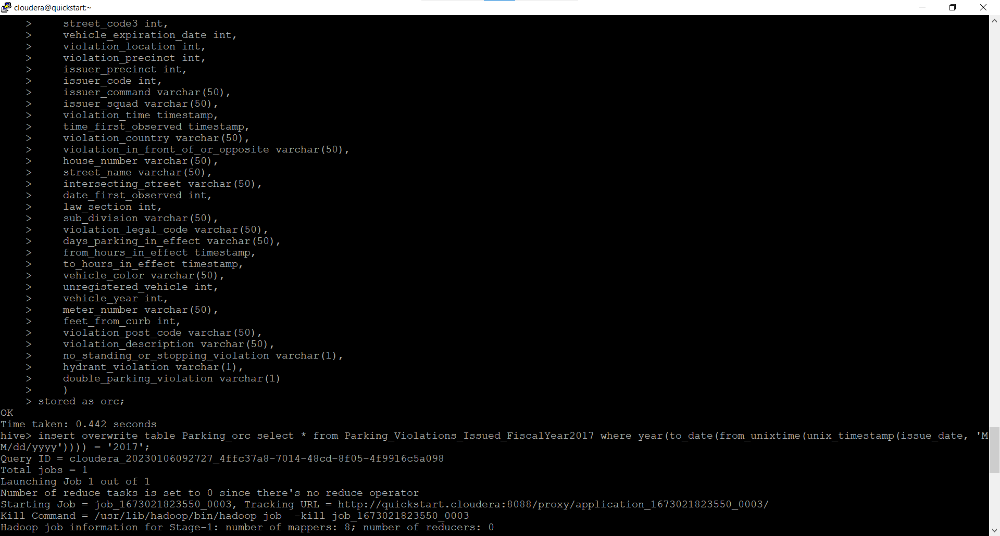 cloudera@quickstart:~
> street_code3 int,
> vehicle_expiration_date int,
> violation_location int,
> violation_precinct int,
> issuer_precinct int,
> issuer_code int,
> issuer_command varchar(50),
> issuer_squad varchar(50),
> violation_time timestamp,
> time_first_observed timestamp,
> violation_country varchar(50),
> violation_in_front_of_or_opposite varchar(50),
> house_number varchar(50),
> street_name varchar(50),
> intersecting_street varchar(50),
> date_first_observed int,
> law_section int,
> sub_division varchar(50),
> violation_legal_code varchar(50),
> days_parking_in_effect varchar(50),
> from_hours_in_effect timestamp,
> to_hours_in_effect timestamp,
> vehicle_color varchar(50),
> unregistered_vehicle int,
> vehicle_year int,
> meter_number varchar(50),
> feet_from_curb int,
> violation_post_code varchar(50),
> violation_description varchar(50),
> no_standing_or_stopping_violation varchar(1),
> hydrant_violation varchar(1),
> double_parking_violation varchar(1)
> )
> stored as orc;
OK
Time taken: 0.442 seconds
hive> insert overwrite table Parking_orc select * from Parking_Violations_Issued_FiscalYear2017 where year(to_date(from_unixtime(unix_timestamp(issue_date, 'M
M/dd/yyyy')))) = '2017';
Query ID = cloudera_20230106092727_4ffc37a8-7014-48cd-8f05-4f9916c5a098
Total jobs = 1
Launching Job 1 out of 1
Number of reduce tasks is set to 0 since there's no reduce operator
Starting Job = job_1673021823550_0003, Tracking URL = http://quickstart.cloudera:8088/proxy/application_1673021823550_0003/
Kill Command = /usr/lib/hadoop/bin/hadoop job  -kill job_1673021823550_0003
Hadoop job information for Stage-1: number of mappers: 8; number of reducers: 0